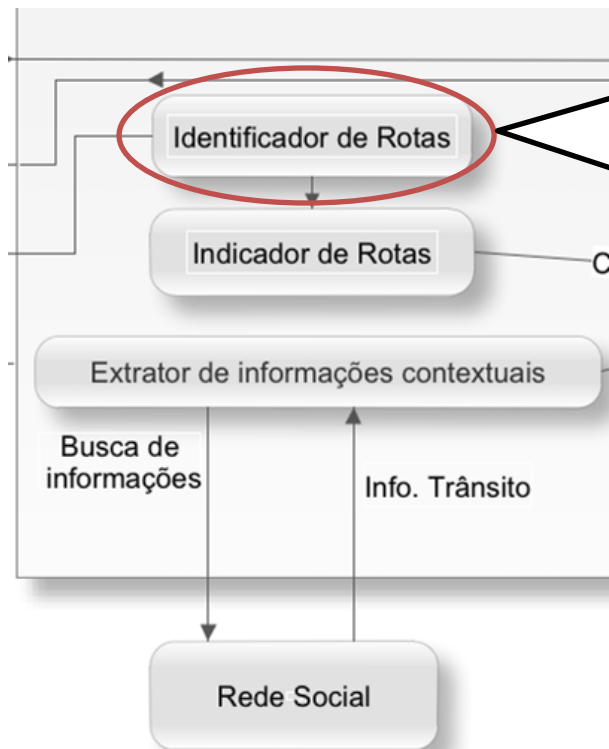 Identificador de Rotas
Indicador de Rotas
C
Extrator de informações contextuais
Busca de
informações
Info. Trânsito
Rede Social